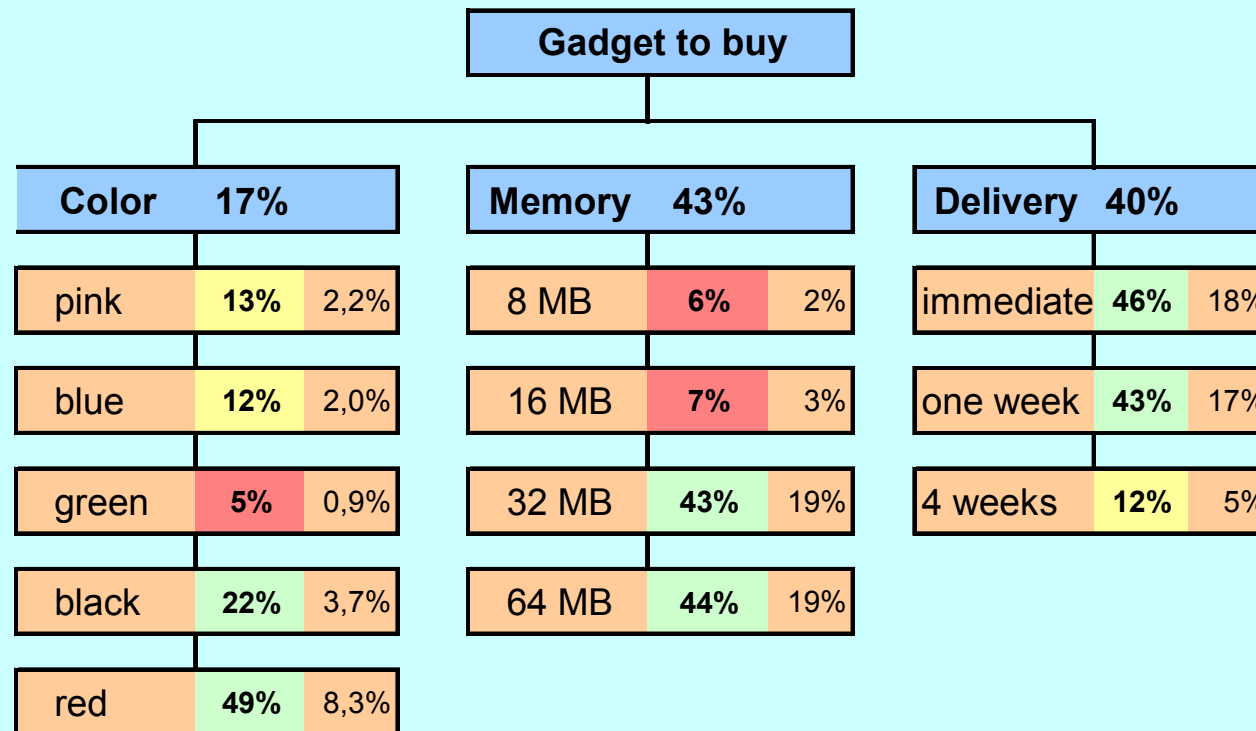 Gadget to buy
Color 17%
pink 13% 2,2%
blue 12% 2,0%
green 5% 0,9%
black 22% 3,7%
red 49% 8,3%
Memory 43%
8 MB 6% 2%
16 MB 7% 3%
32 MB 43% 19%
64 MB 44% 19%
Delivery 40%
immediate 46% 18%
one week 43% 17%
4 weeks 12% 5%